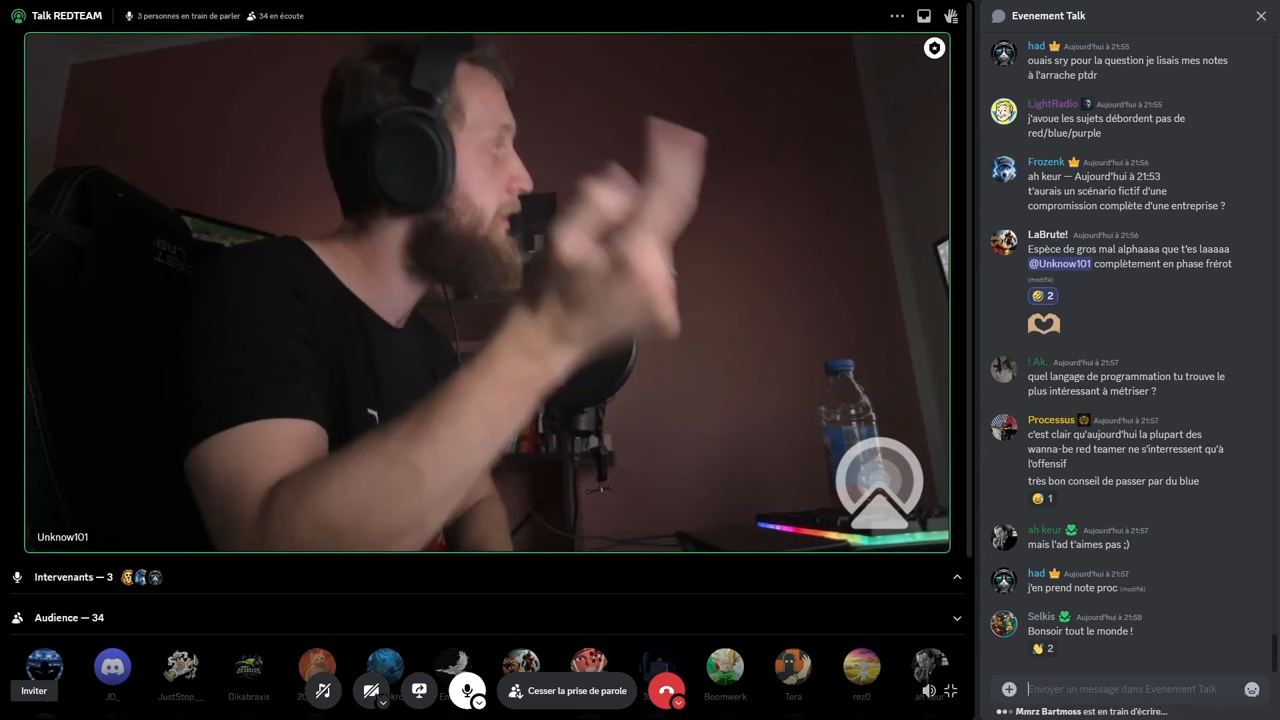 Talk REDTEAM
3 personnes en train de parler
34 en écoute
Unknow101
Intervenants — 3
Audience — 34
JD_
JustStop_
Dikabraxis
Boomwerk
Tera
rez0
Inviter
Cesser la prise de parole
Evenement Talk
had Aujourd'hui à 21:55
ouais sry pour la question je lisais mes notes
à l'arrache ptdr
LightRadio Aujourd'hui à 21:55
j'avoue les sujets débordent pas de
red/blue/purple
Frozenk Aujourd'hui à 21:56
ah keur — Aujourd'hui à 21:53
t'aurais un scénario fictif d'une
compromission complète d'une entreprise ?
LaBrute! Aujourd'hui à 21:56
Espèce de gros mal alphaaaa que t'es laaaaa
@Unknow101 complètement en phase frérot
(modifié)
2
! Ak. Aujourd'hui à 21:57
quel langage de programmation tu trouve le
plus intéressant à métriser ?
Processus Aujourd'hui à 21:57
c'est clair qu'aujourd'hui la plupart des
wanna-be red teamer ne s'interressent qu'à
l'offensif
très bon conseil de passer par du blue
1
ah keur Aujourd'hui à 21:57
mais l'ad t'aimes pas ;)
had Aujourd'hui à 21:57
j'en prend note proc (modifié)
Selkis Aujourd'hui à 21:58
Bonsoir tout le monde !
2
Envoyer un message dans Evenement Talk
Mmrz Bartmoss est en train d'écrire...